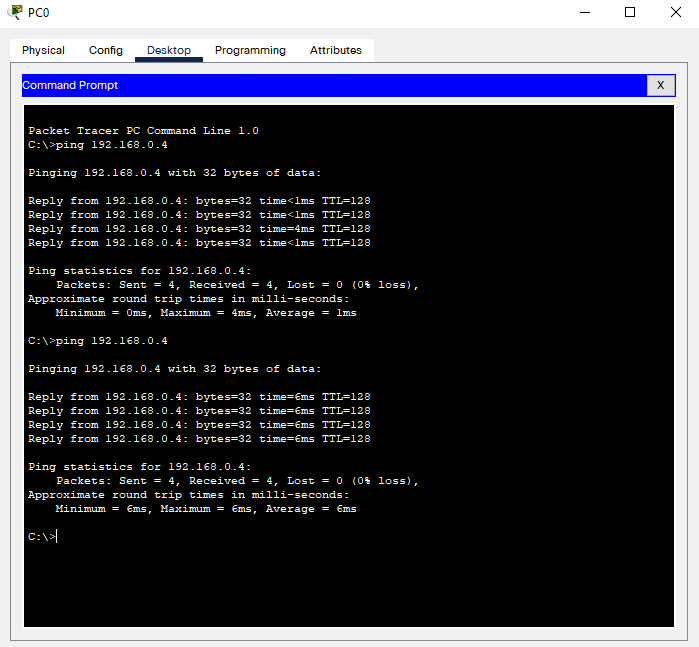 PC0
Physical Config Desktop Programming Attributes
Command Prompt X
Packet Tracer PC Command Line 1.0
C:\>ping 192.168.0.4
Pinging 192.168.0.4 with 32 bytes of data:
Reply from 192.168.0.4: bytes=32 time<1ms TTL=128
Reply from 192.168.0.4: bytes=32 time<1ms TTL=128
Reply from 192.168.0.4: bytes=32 time=4ms TTL=128
Reply from 192.168.0.4: bytes=32 time<1ms TTL=128
Ping statistics for 192.168.0.4:
Packets: Sent = 4, Received = 4, Lost = 0 (0% loss),
Approximate round trip times in milli-seconds:
Minimum = 0ms, Maximum = 4ms, Average = 1ms
C:\>ping 192.168.0.4
Pinging 192.168.0.4 with 32 bytes of data:
Reply from 192.168.0.4: bytes=32 time=6ms TTL=128
Reply from 192.168.0.4: bytes=32 time=6ms TTL=128
Reply from 192.168.0.4: bytes=32 time=6ms TTL=128
Reply from 192.168.0.4: bytes=32 time=6ms TTL=128
Ping statistics for 192.168.0.4:
Packets: Sent = 4, Received = 4, Lost = 0 (0% loss),
Approximate round trip times in milli-seconds:
Minimum = 6ms, Maximum = 6ms, Average = 6ms
C:\>